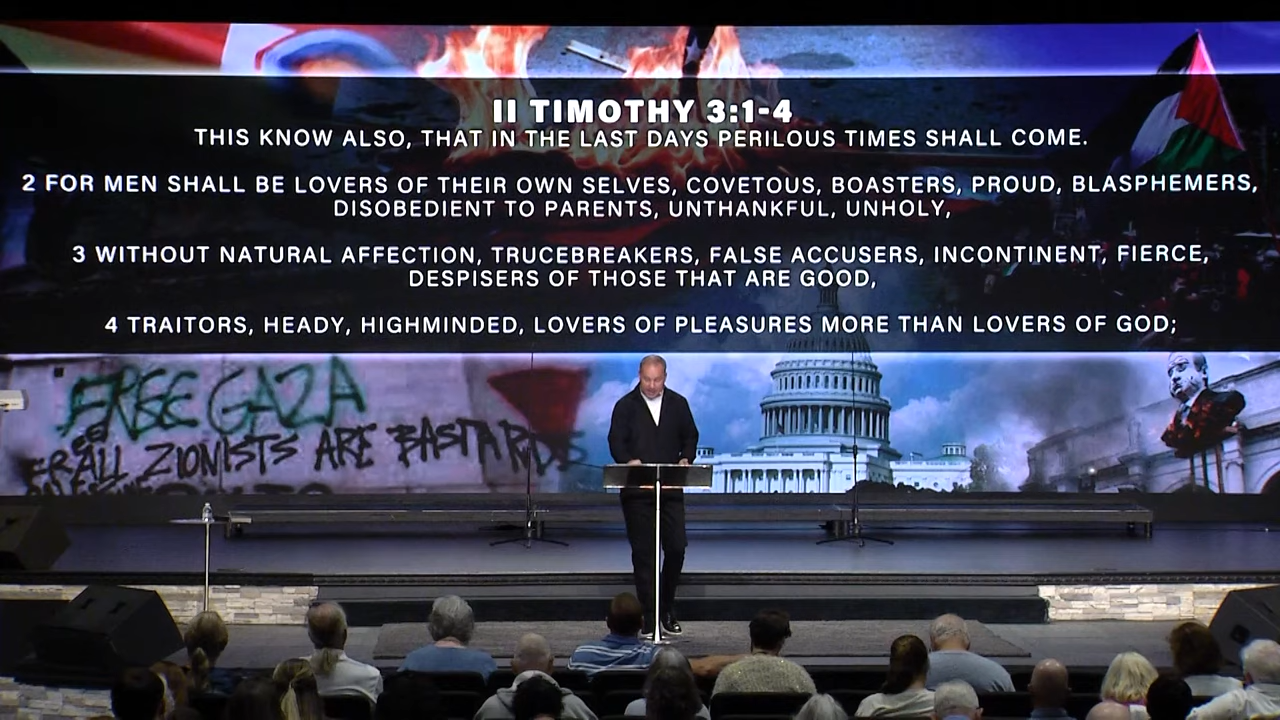 II TIMOTHY 3:1-4
THIS KNOW ALSO, THAT IN THE LAST DAYS PERILOUS TIMES SHALL COME.
2 FOR MEN SHALL BE LOVERS OF THEIR OWN SELVES, COVETOUS, BOASTERS, PROUD, BLASPHEMERS,
DISOBEDIENT TO PARENTS, UNTHANKFUL, UNHOLY,
3 WITHOUT NATURAL AFFECTION, TRUCEBREAKERS, FALSE ACCUSERS, INCONTINENT, FIERCE,
DESPISERS OF THOSE THAT ARE GOOD,
4 TRAITORS, HEADY, HIGHMINDED, LOVERS OF PLEASURES MORE THAN LOVERS OF GOD;
FREE GAZA
ALL ZIONISTS ARE BASTARDS